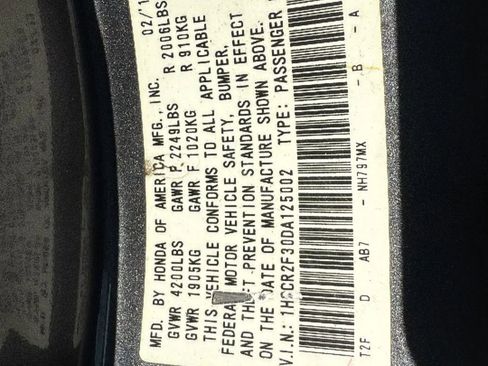 MFD. BY HONDA OF AMERICA MFG., INC. 02/1
GVWR 4200LBS GAWR F 2249LBS R 2006LBS
GVWR 1905KG GAWR F 1020KG R 910KG
THIS VEHICLE CONFORMS TO ALL APPLICABLE
FEDERAL MOTOR VEHICLE SAFETY, BUMPER,
AND THEFT PREVENTION STANDARDS IN EFFECT
ON THE DATE OF MANUFACTURE SHOWN ABOVE.
V.I.N.: 1HGCR2F30DA125002 TYPE: PASSENGER
T2F D AB7 - NH797MX - B - A